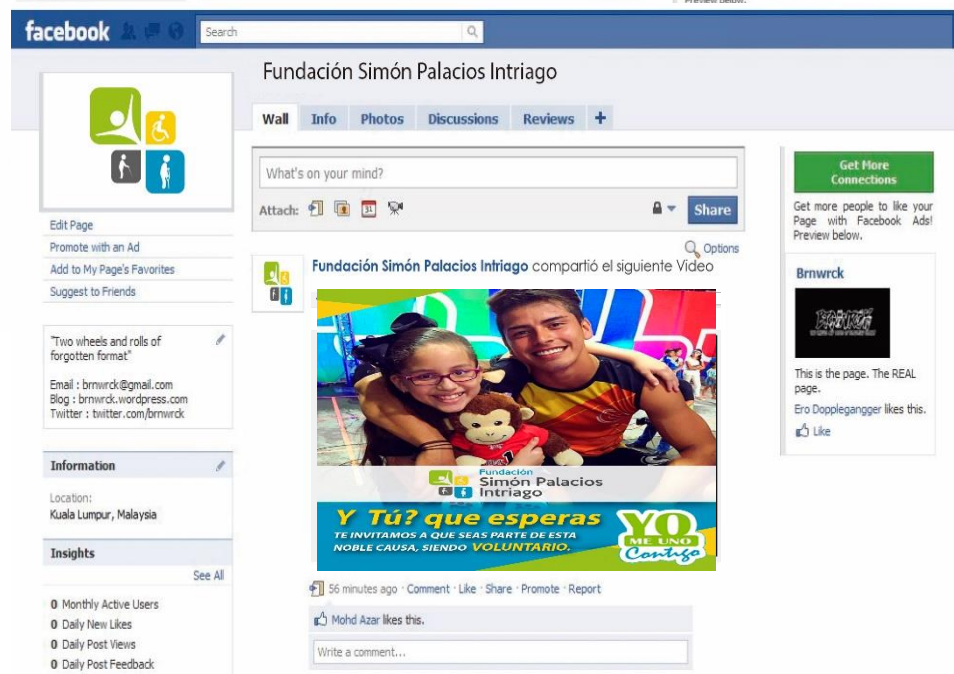 Preview below.
facebook
Search
Fundación Simón Palacios Intriago
Wall Info Photos Discussions Reviews +
What's on your mind?
Attach: 31 Share
Options
Edit Page
Promote with an Ad
Add to My Page's Favorites
Suggest to Friends
"Two wheels and rolls of
forgotten format"
Email : brnwrck@gmail.com
Blog : brnwrck.wordpress.com
Twitter : twitter.com/brnwrck
Information
Location:
Kuala Lumpur, Malaysia
Insights
See All
0 Monthly Active Users
0 Daily New Likes
0 Daily Post Views
0 Daily Post Feedback
Fundación Simón Palacios Intriago compartió el siguiente Video
Fundación
Simón Palacios
Intriago
Y Tú? que esperas
TE INVITAMOS A QUE SEAS PARTE DE ESTA
NOBLE CAUSA, SIENDO VOLUNTARIO.
YO
ME UNO
Contigo
56 minutes ago · Comment · Like · Share · Promote · Report
Mohd Azar likes this.
Write a comment...
Get More
Connections
Get more people to like your
Page with Facebook Ads!
Preview below.
Brnwrck
This is the page. The REAL
page.
Ero Dopplegangger likes this.
Like